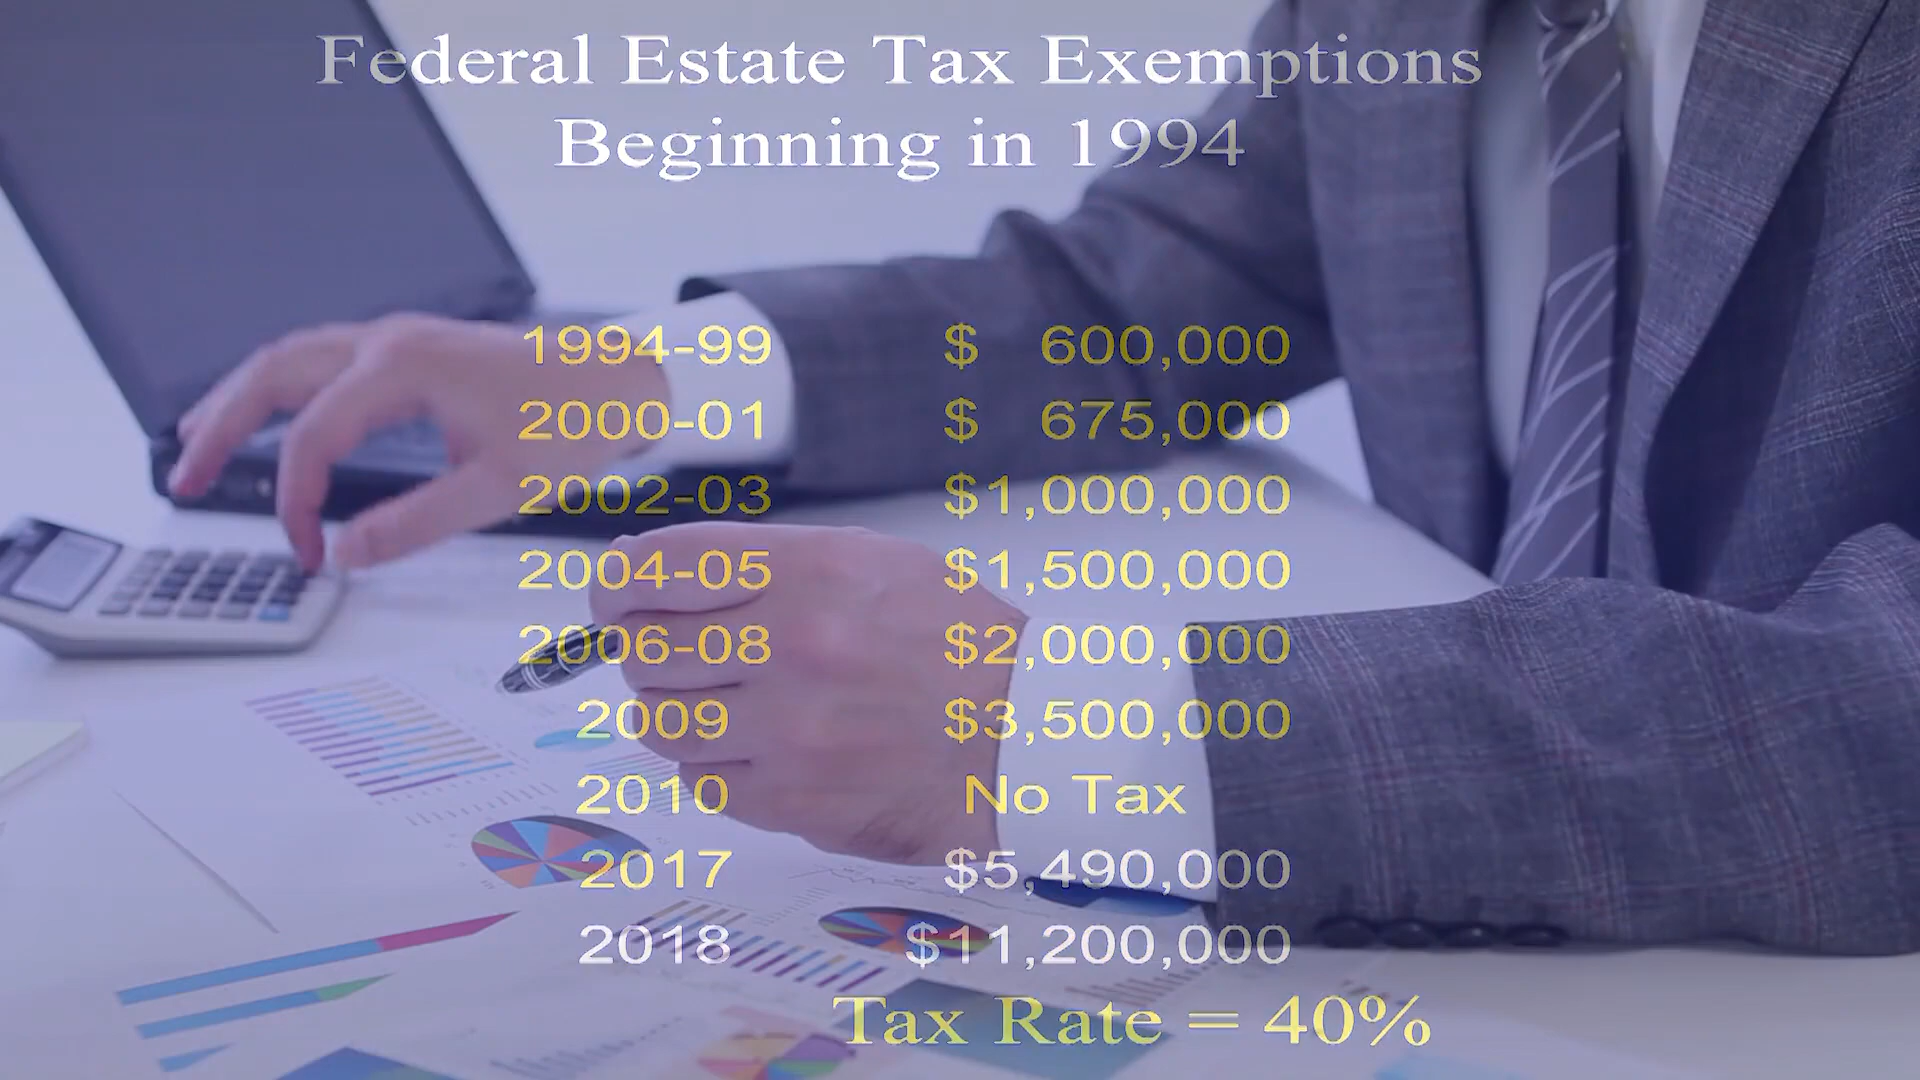 Federal Estate Tax Exemptions
Beginning in 1994
1994-99 $ 600,000
2000-01 $ 675,000
2002-03 $1,000,000
2004-05 $1,500,000
2006-08 $2,000,000
2009 $3,500,000
2010 No Tax
2017 $5,490,000
2018 $11,200,000
Tax Rate = 40%